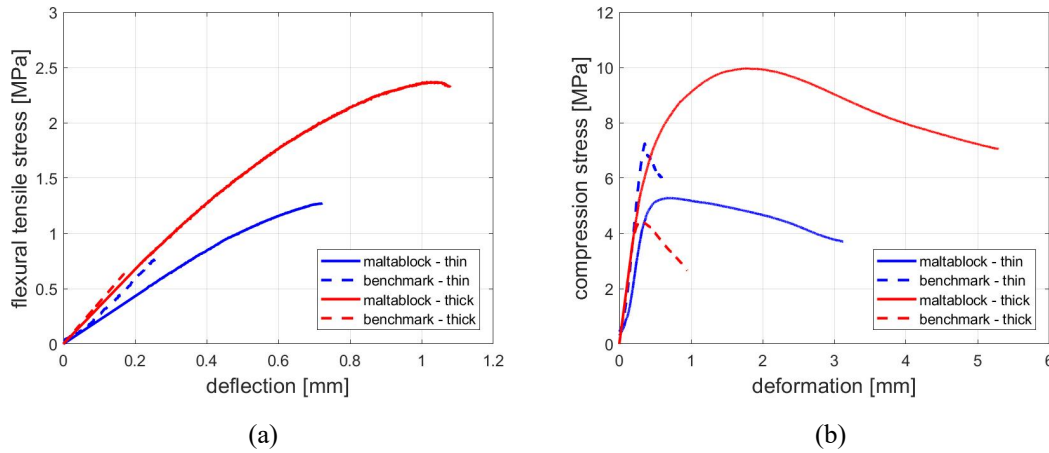 flexural tensile stress [MPa]
3
2.5
2
1.5
1
0.5
0
0
0.2
0.4
0.6
0.8
1
1.2
deflection [mm]
maltablock - thin
benchmark - thin
maltablock - thick
benchmark - thick
(a)
compression stress [MPa]
12
10
8
6
4
2
0
0
1
2
3
4
5
6
deformation [mm]
maltablock - thin
benchmark - thin
maltablock - thick
benchmark - thick
(b)